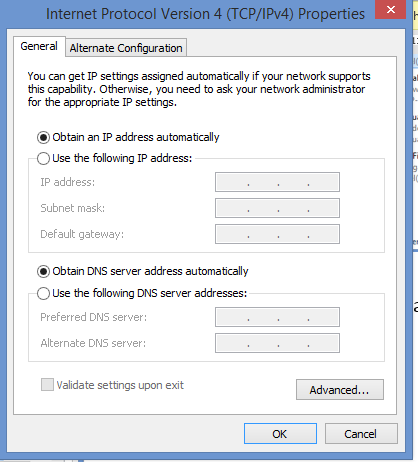 Internet Protocol Version 4 (TCP/IPv4) Properties
General
Alternate Configuration
You can get IP settings assigned automatically if your network supports
this capability. Otherwise, you need to ask your network administrator
for the appropriate IP settings.
Obtain an IP address automatically
Use the following IP address:
IP address:
Subnet mask:
Default gateway:
Obtain DNS server address automatically
Use the following DNS server addresses:
Preferred DNS server:
Alternate DNS server:
Validate settings upon exit
Advanced...
OK
Cancel